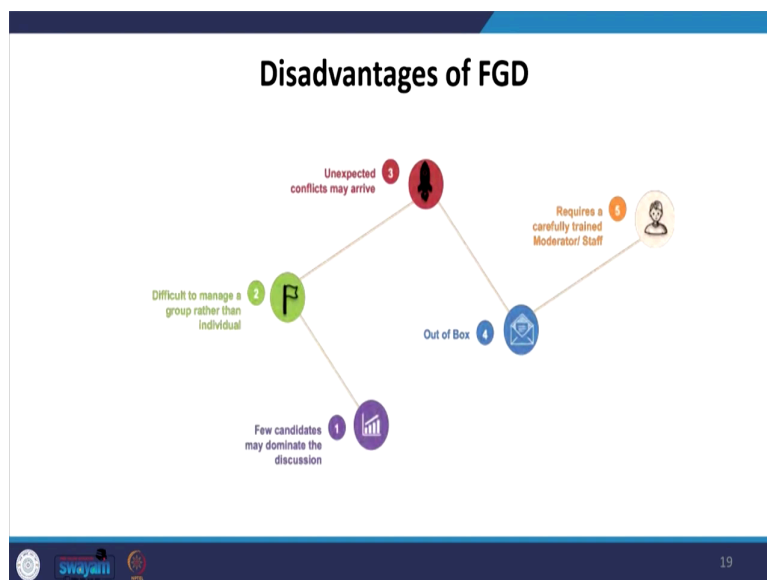 Disadvantages of FGD
Unexpected
conflicts may arrive
3
Requires a
carefully trained
Moderator/ Staff
5
Difficult to manage a
group rather than
individual
2
Out of Box
4
Few candidates
may dominate the
discussion
1
swayam
19